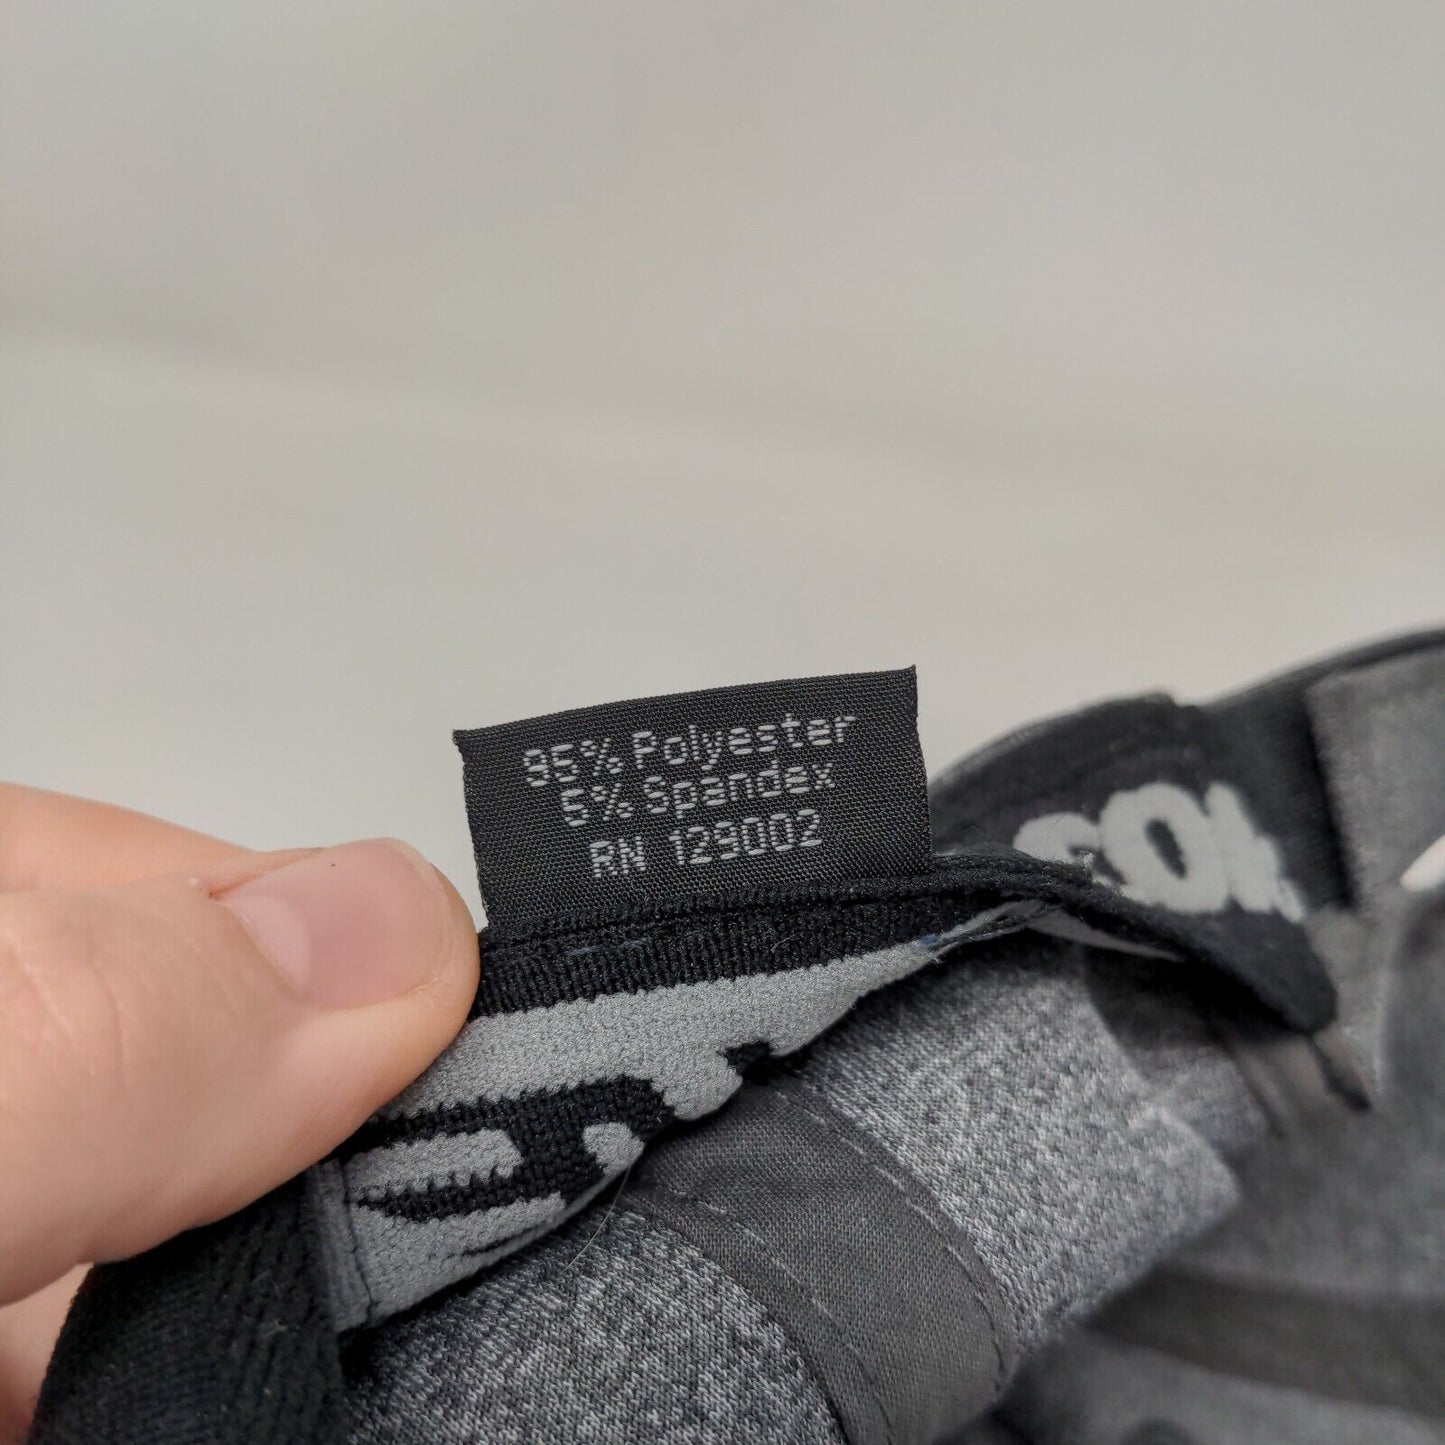 95% Polyester
5% Spandex
RN 129002